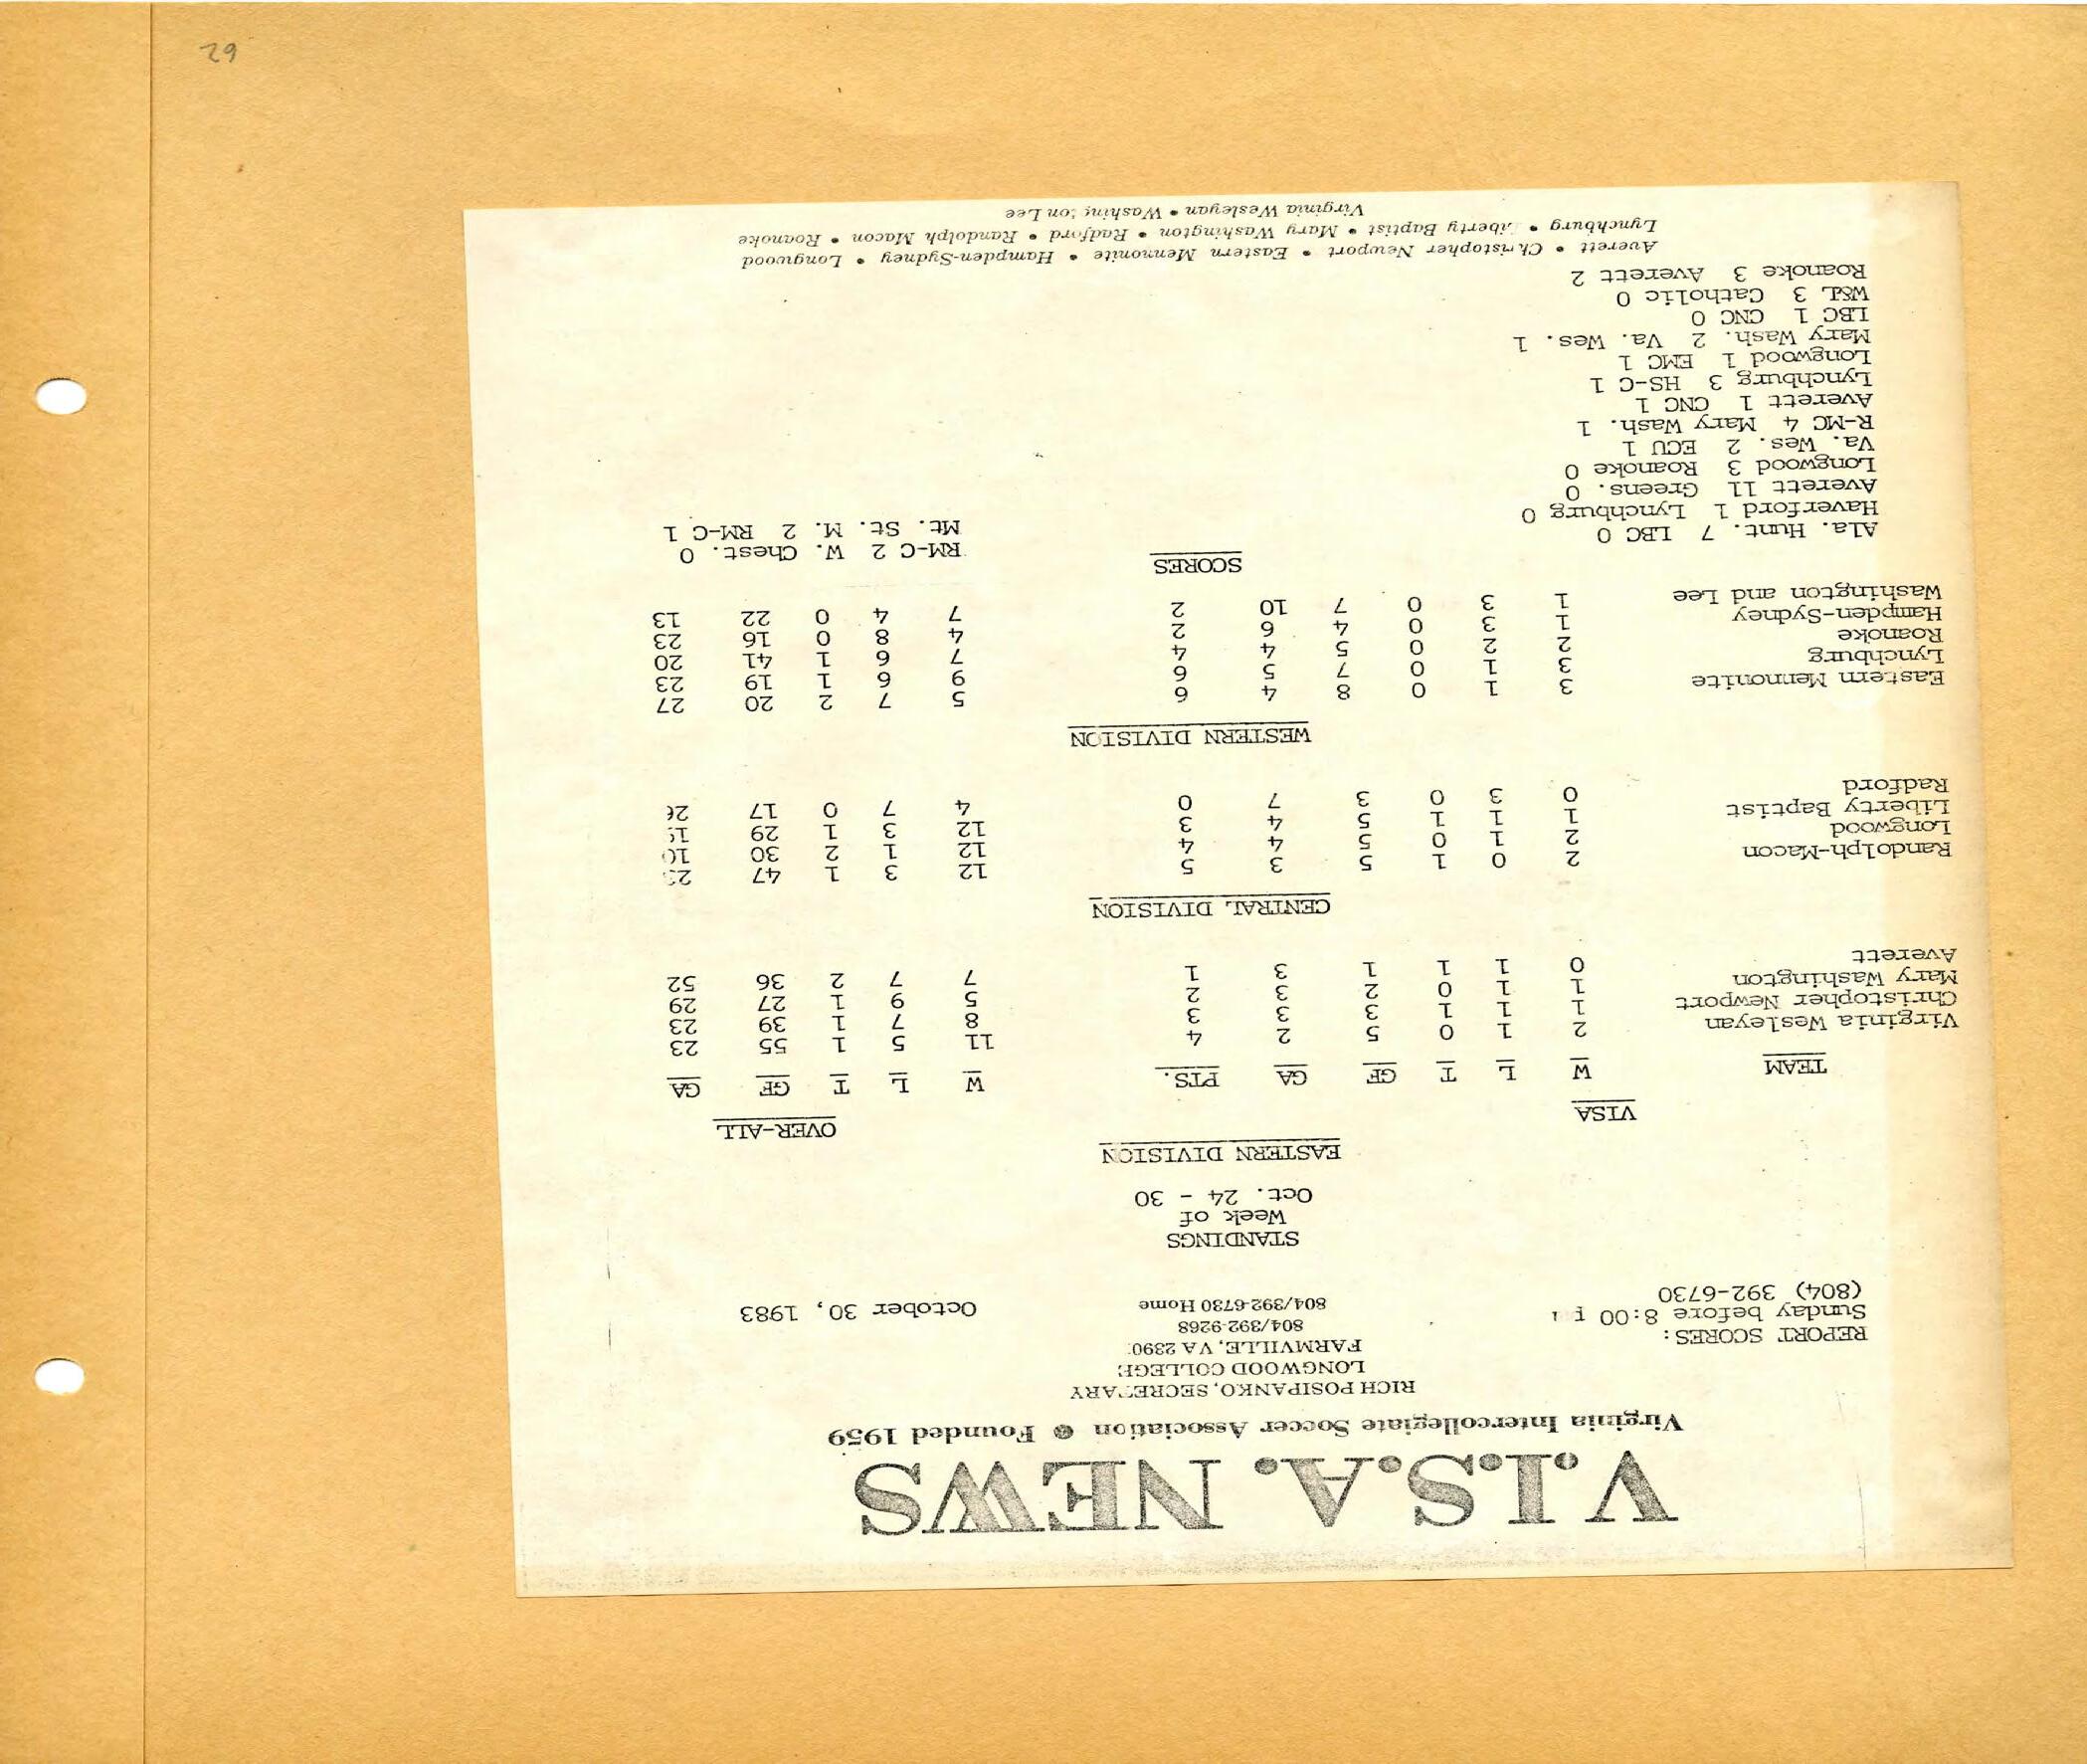 29
V.I.S.A. NEWS
Virginia Intercollegiate Soccer Association Founded 1959
RICH POSIPANKO, SECRETARY
LONGWOOD COLLEGE
FARMVILLE, VA
804/392-9268
804/392-6730 Home
REPORT SCORES:
Sunday before 8:00
(804) 392-6730
October 30, 1983
STANDINGS
Week of
Oct. 24 - 30
EASTERN DIVISION
VISA OVER-ALL
TEAM W L T GF GA PTS. W L T GF GA
Virginia Wesleyan 2 1 0 5 2 4 11 5 1 55 23
Christopher Newport 1 1 1 3 3 3 8 7 1 39 23
Mary Washington 1 1 0 2 3 2 5 9 1 27 29
Averett 0 1 1 1 3 1 7 7 2 36 52
CENTRAL DIVISION
Randolph-Macon 2 0 1 5 3 5 12 3 1 47
Longwood 2 1 0 5 4 4 12 1 2 30 10
Liberty Baptist 1 1 1 5 4 3 12 3 1 29
Radford 0 3 0 3 7 0 4 7 0 17
WESTERN DIVISION
Eastern Mennonite 3 1 0 8 4 6 5 7 2 20 27
Lynchburg 3 1 0 7 5 6 9 6 1 19 23
Roanoke 2 2 0 5 4 4 7 6 1 41 20
Hampden-Sydney 1 3 0 4 6 2 4 8 0 16 23
Washington and Lee 1 3 0 7 10 2 7 4 0 22 13
SCORES
Ala. Hunt. 7 LBC 0
Haverford 1 Lynchburg 0
Averett 11 Greens. 0
Longwood 3 Roanoke 0
Va. Wes. 2 ECU 1
R-MC 4 Mary Wash. 1
Averett 1 CNC 1
Lynchburg 3 HS-C 1
Longwood 1 EMC 1
Mary Wash. 2 Va. Wes. 1
LBC 1 CNC 0
W&L 3 Catholic 0
Roanoke 3 Averett 2
RM-C 2 W. Chest. 0
Mt. St. M. 2 RM-C 1
Averett • Christopher Newport • Eastern Mennonite • Hampden-Sydney • Longwood
Lynchburg • Liberty Baptist • Mary Washington • Radford • Randolph Macon • Roanoke
Virginia Wesleyan • Washington Lee